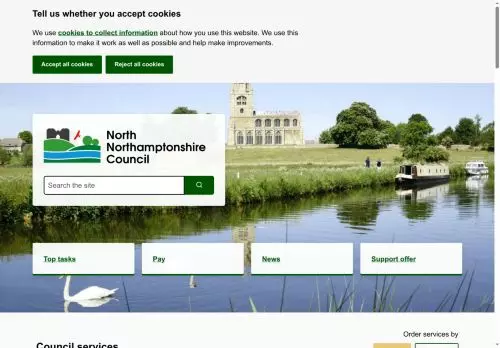 Tell us whether you accept cookies
We use cookies to collect information about how you use this website. We use this
information to make it work as well as possible and help make improvements.
Accept all cookies
Reject all cookies
North
Northamptonshire
Council
Search the site
Top tasks
Pay
News
Support offer
Order services by
Council services